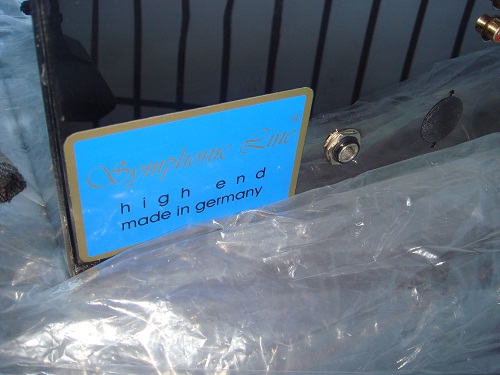 Symphonic Line
high end
made in germany